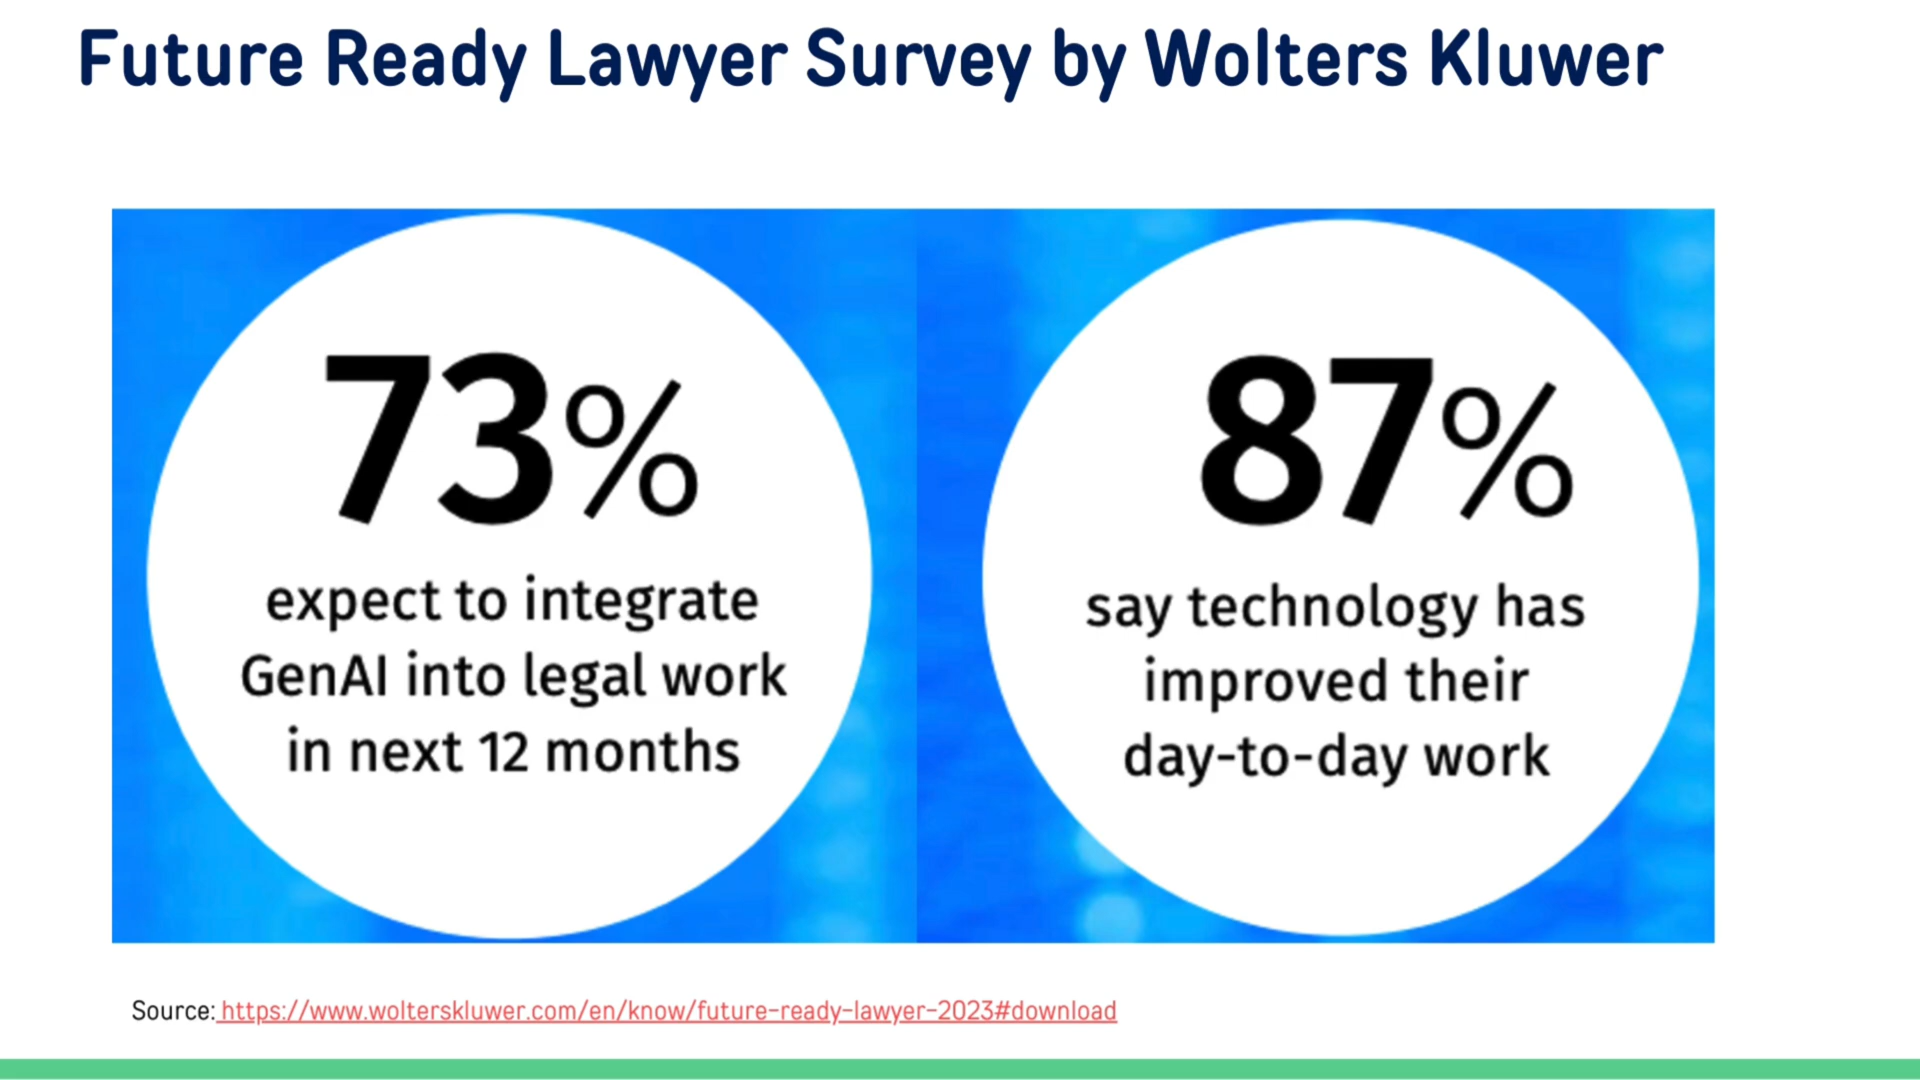 Future Ready Lawyer Survey by Wolters Kluwer
73%
expect to integrate
GenAI into legal work
in next 12 months
87%
say technology has
improved their
day-to-day work
Source: https://www.wolterskluwer.com/en/know/future-ready-lawyer-2023#download